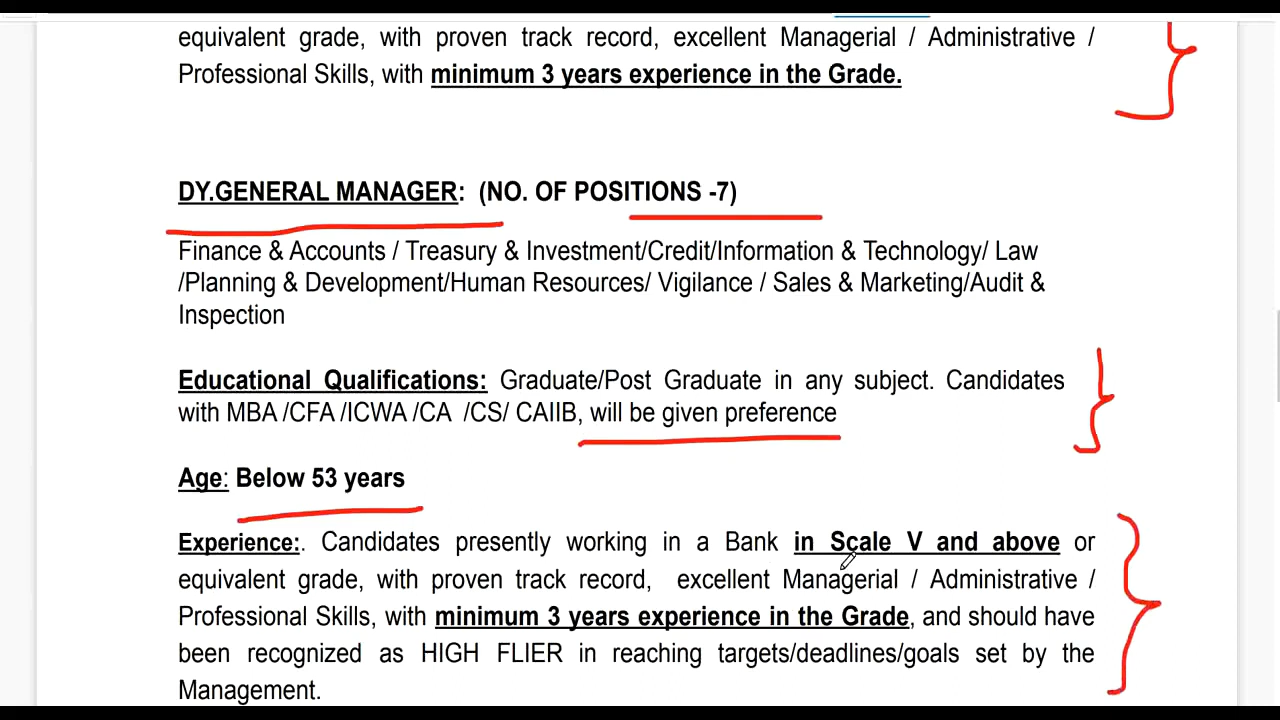 equivalent grade, with proven track record, excellent Managerial / Administrative /
Professional Skills, with minimum 3 years experience in the Grade.
DY.GENERAL MANAGER: (NO. OF POSITIONS -7)
Finance & Accounts / Treasury & Investment/Credit/Information & Technology/ Law
/Planning & Development/Human Resources/ Vigilance / Sales & Marketing/Audit &
Inspection
Educational Qualifications: Graduate/Post Graduate in any subject. Candidates
with MBA /CFA /ICWA /CA /CS/ CAIIB, will be given preference
Age: Below 53 years
Experience:. Candidates presently working in a Bank in Scale V and above or
equivalent grade, with proven track record, excellent Managerial / Administrative /
Professional Skills, with minimum 3 years experience in the Grade, and should have
been recognized as HIGH FLIER in reaching targets/deadlines/goals set by the
Management.